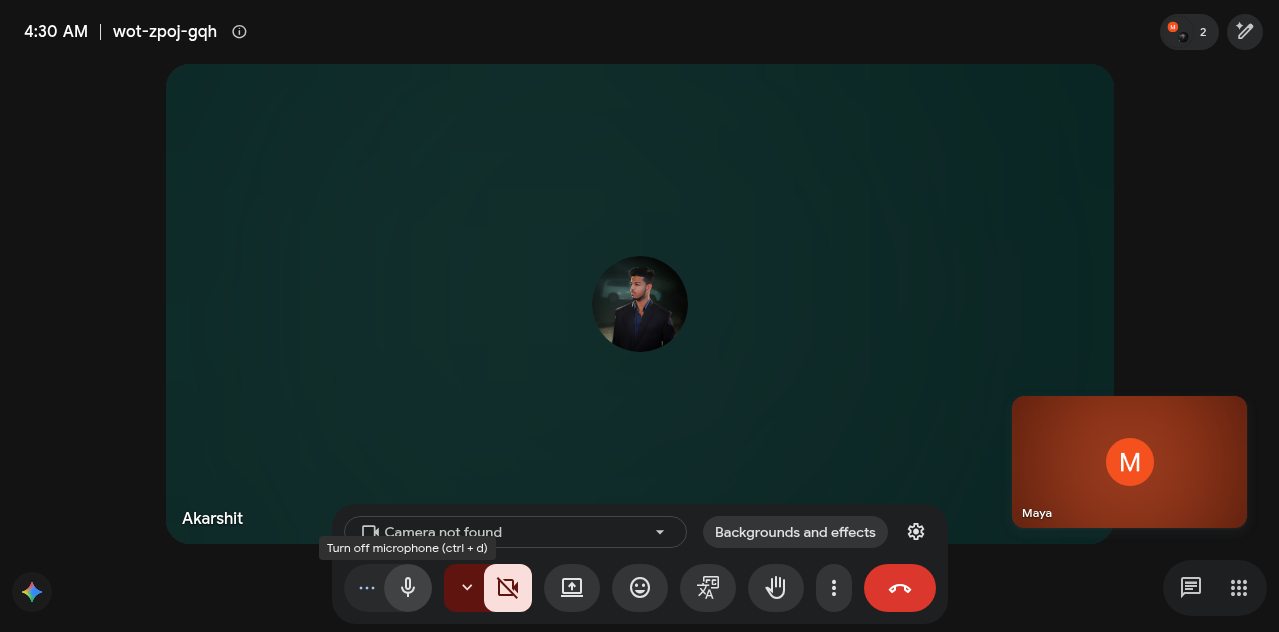 4:30 AM | wot-zpoj-gqh
M
2
M
Maya
Akarshit
Camera not found
Backgrounds and effects
Turn off microphone (ctrl + d)